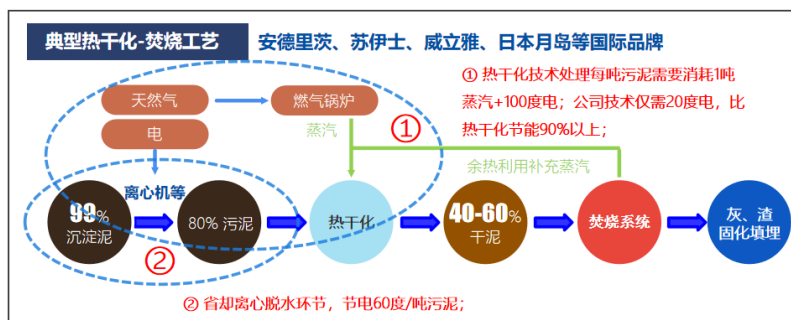 典型热干化-焚烧工艺
安德里茨、苏伊士、威立雅、日本月岛等国际品牌
① 热干化技术处理每吨污泥需要消耗1吨
蒸汽+100度电；公司技术仅需20度电，比
热干化节能90%以上；
天然气
燃气锅炉
电
蒸汽
①
余热利用补充蒸汽
离心机等
99%
沉淀泥
80% 污泥
热干化
40-60%
干泥
焚烧系统
灰、渣
固化填埋
②
② 省却离心脱水环节，节电60度/吨污泥；